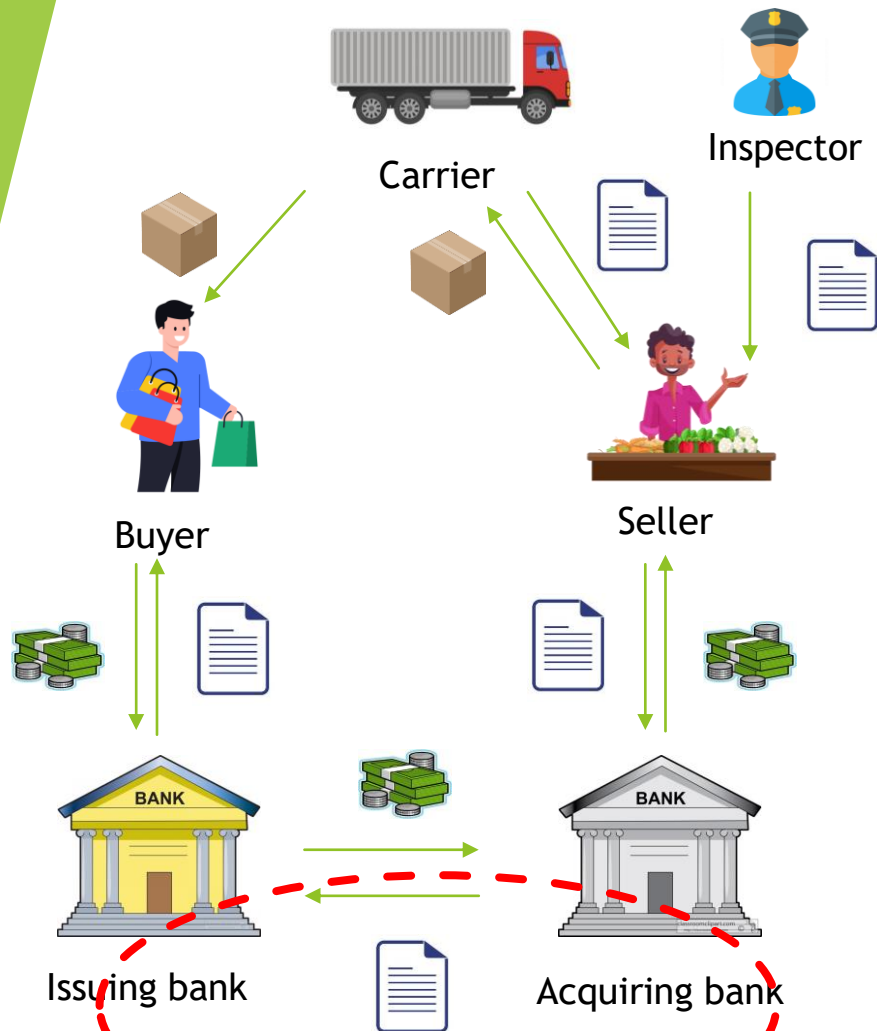 Inspector
Carrier
Buyer
Seller
BANK
BANK
Issuing bank
Acquiring bank